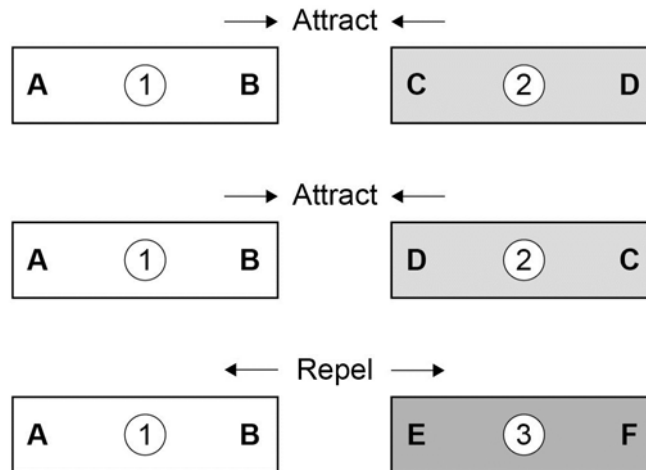 Attract
A 1 B C 2 D
Attract
A 1 B D 2 C
Repel
A 1 B E 3 F